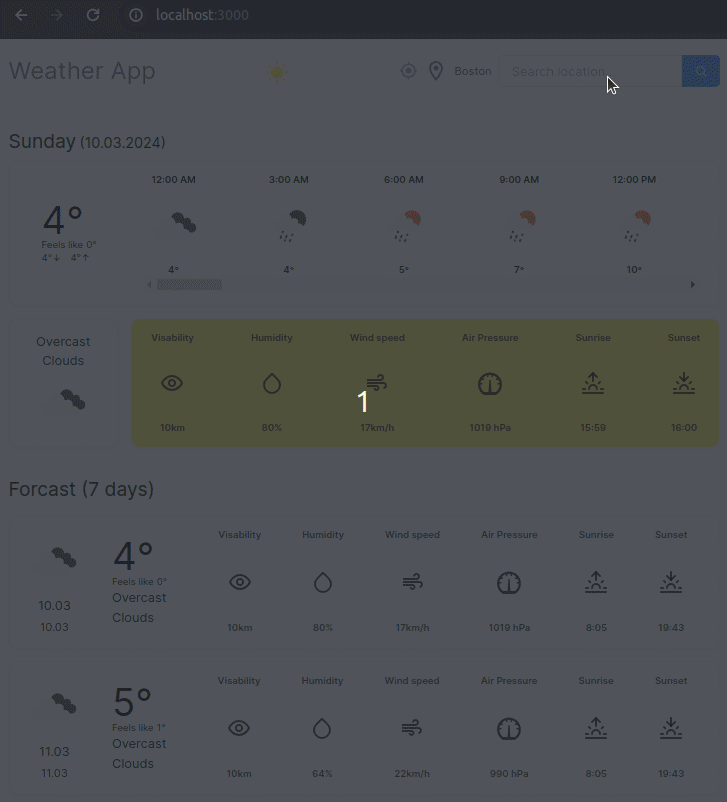 localhost:3000
Weather App
Boston
Search location
Sunday (10.03.2024)
12:00 AM 3:00 AM 6:00 AM 9:00 AM 12:00 PM
4°
Feels like 0°
4°↓ 4°↑
4° 4° 5° 7° 10°
Overcast
Clouds
Visability Humidity Wind speed Air Pressure Sunrise Sunset
1
10km 80% 17km/h 1019 hPa 15:59 16:00
Forcast (7 days)
10.03
10.03
4°
Feels like 0°
Overcast
Clouds
Visability Humidity Wind speed Air Pressure Sunrise Sunset
10km 80% 17km/h 1019 hPa 8:05 19:43
11.03
11.03
5°
Feels like 1°
Overcast
Clouds
Visability Humidity Wind speed Air Pressure Sunrise Sunset
10km 64% 22km/h 990 hPa 8:05 19:43